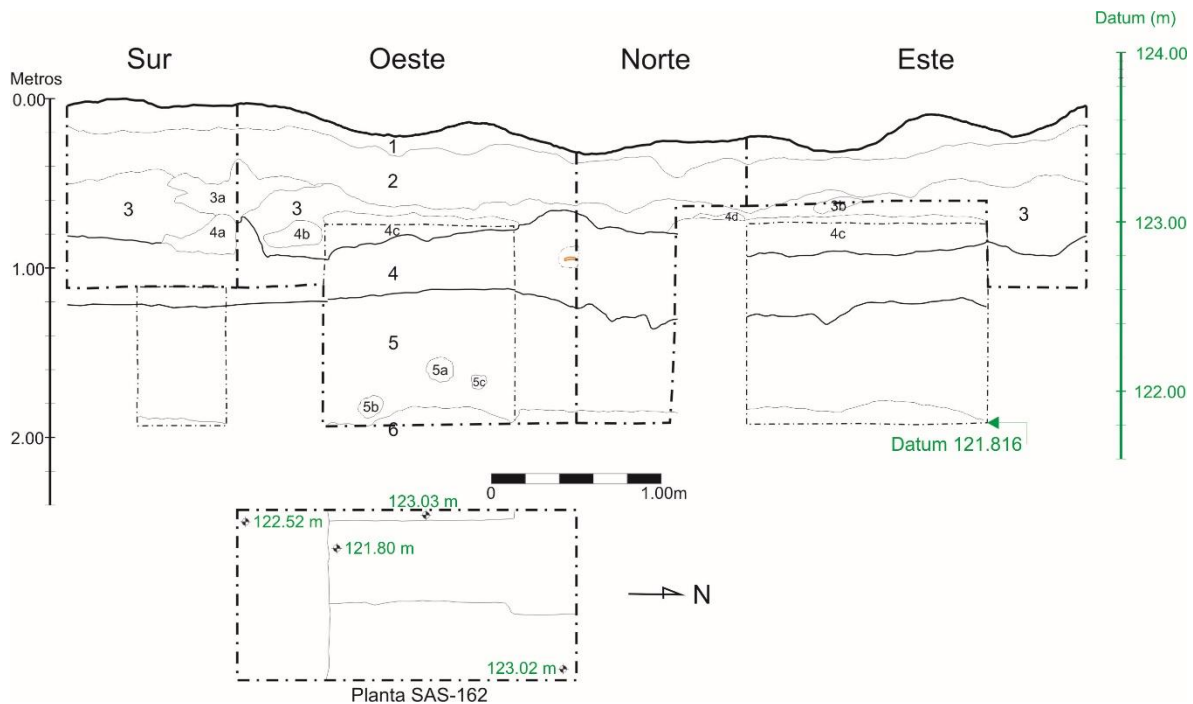 Datum (m)
Sur Oeste Norte Este
124.00
Metros
0.00
1
2
3a
3
3
3b
3
4d
4a
4b
4c
4c
123.00
1.00
4
5
5a
5c
5b
122.00
2.00
6
Datum 121.816
0 1.00m
123.03 m
122.52 m
121.80 m
N
123.02 m
Planta SAS-162